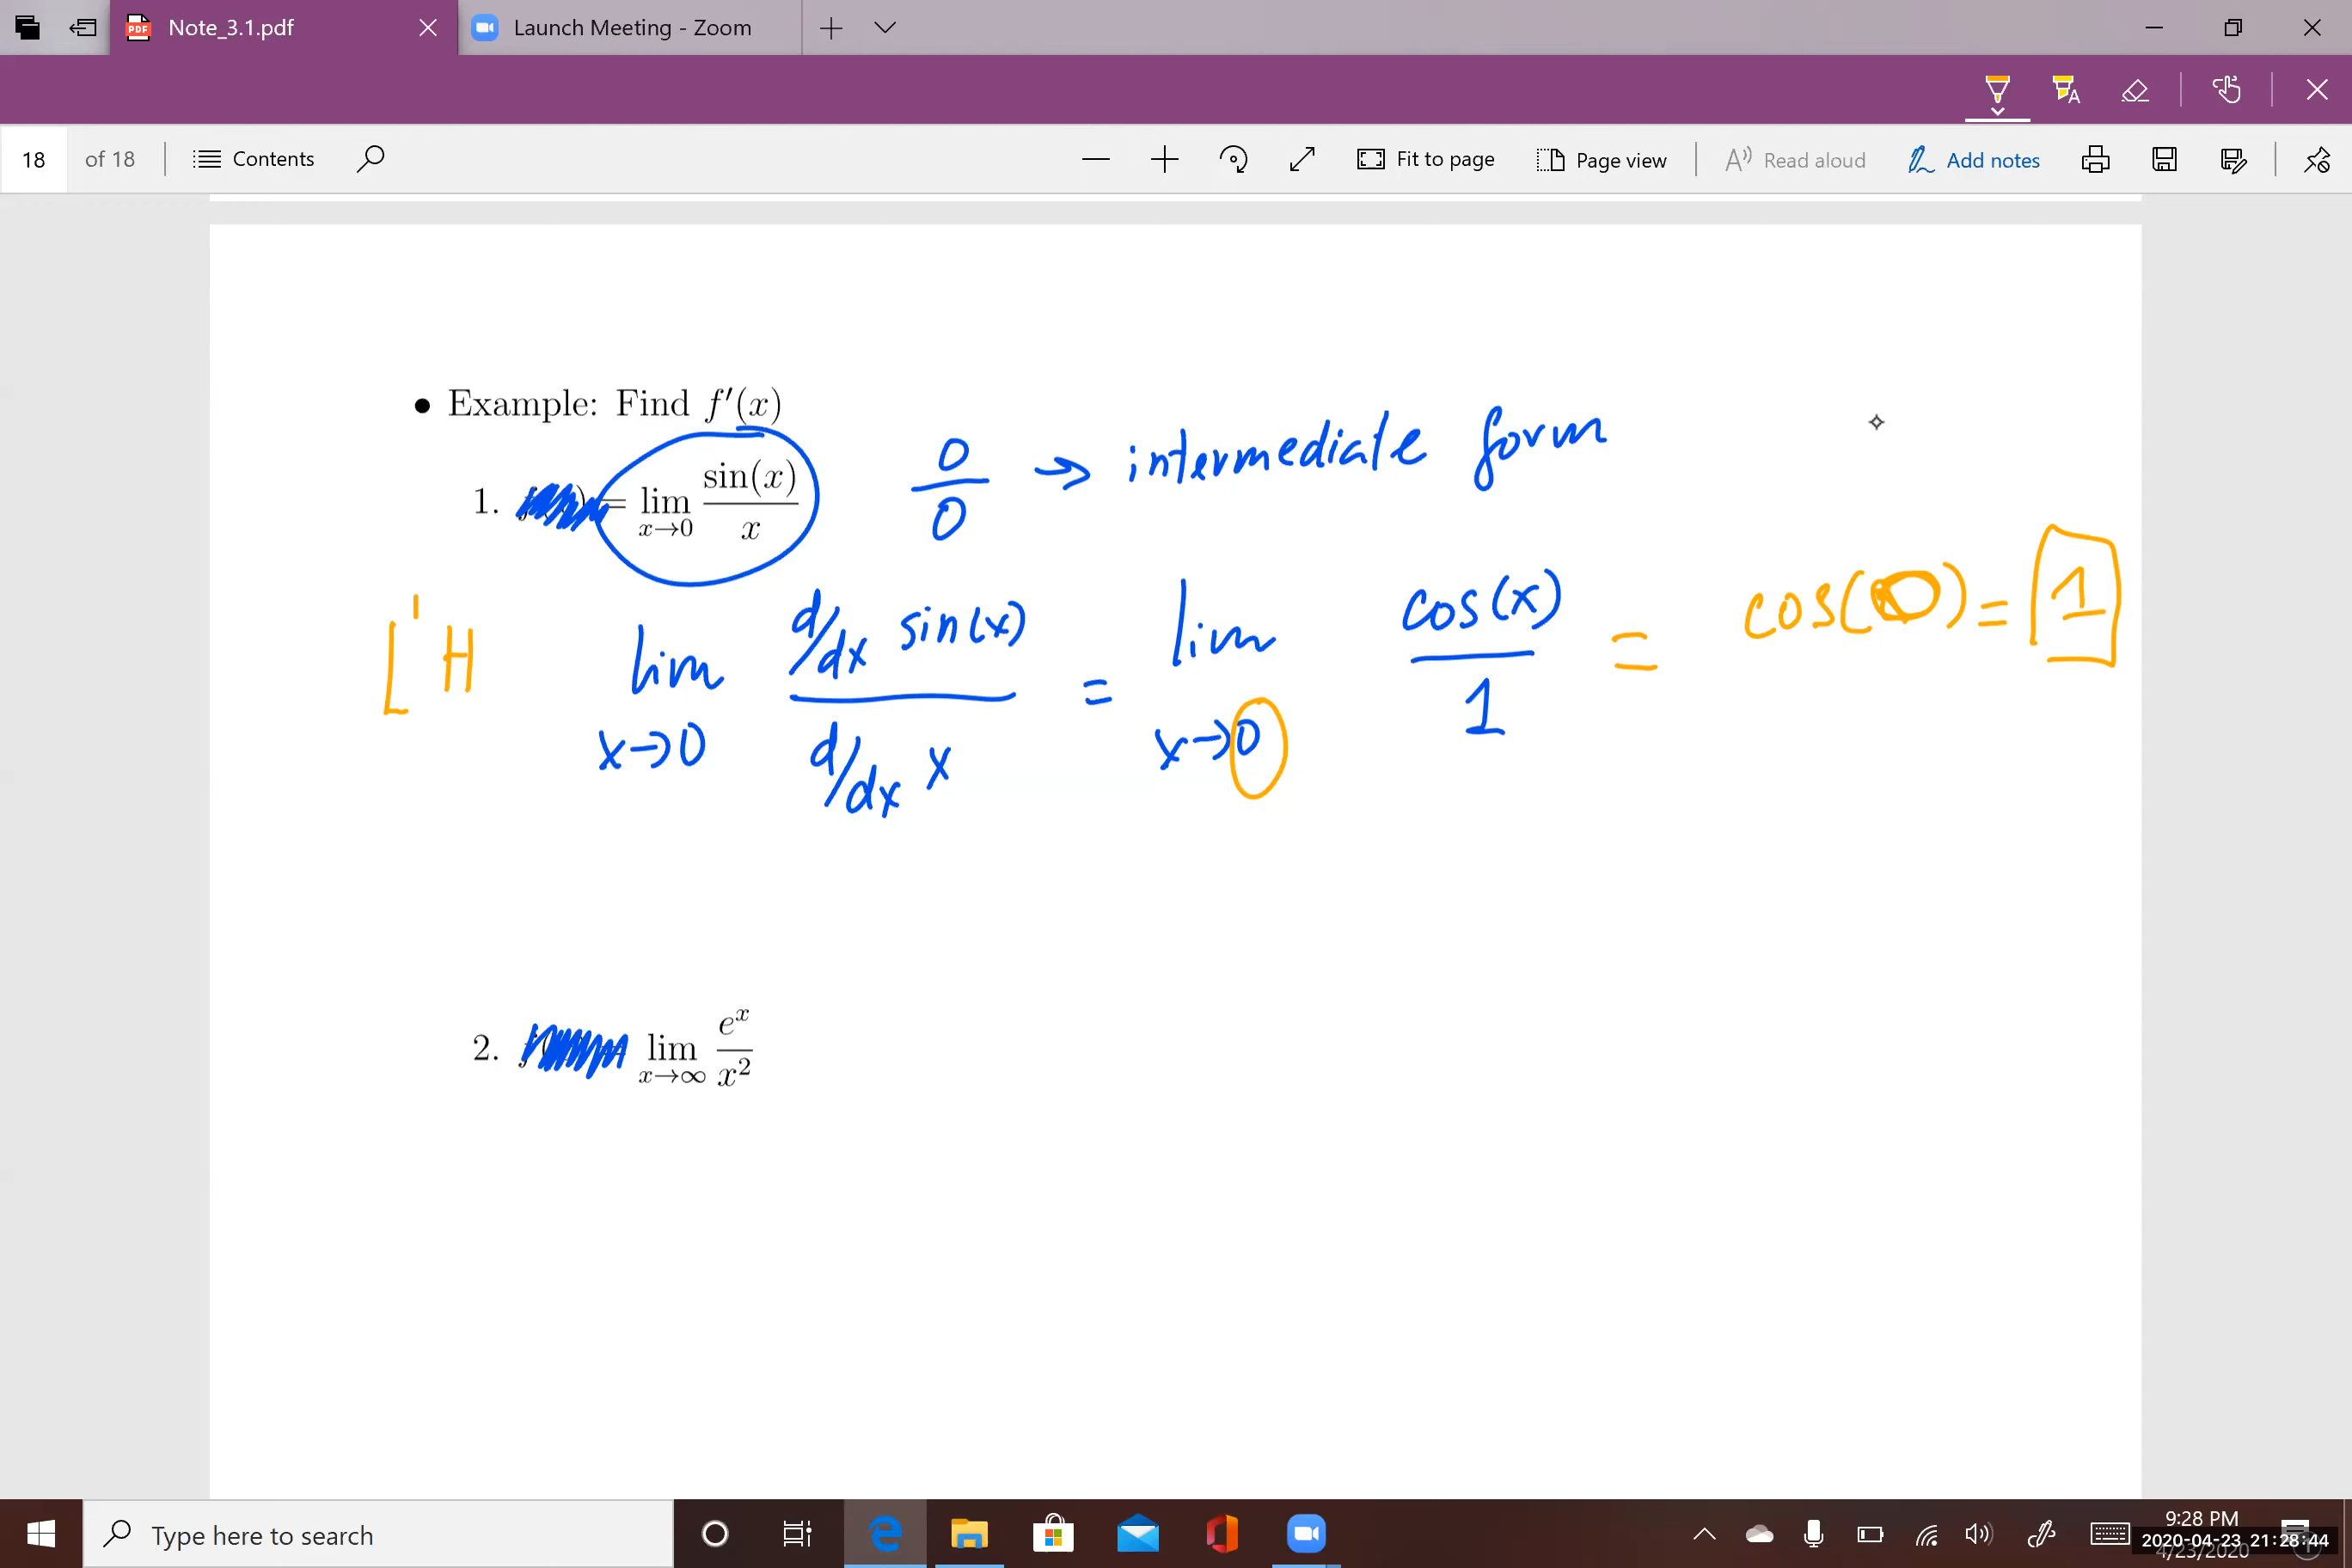 Note_3.1.pdf Launch Meeting - Zoom
18 of 18 Contents Fit to page Page view Read aloud Add notes
• Example: Find f′(x)
0/0 → intermediate form
1. = lim x→0 sin(x)/x
L'H lim x→0 d/dx sin(x) / d/dx x = lim x→0 cos(x)/1 = cos(0) = 1
2. lim x→∞ e^x/x^2
Type here to search
9:28 PM
2020-04-23 21:28:44
4/23/2020